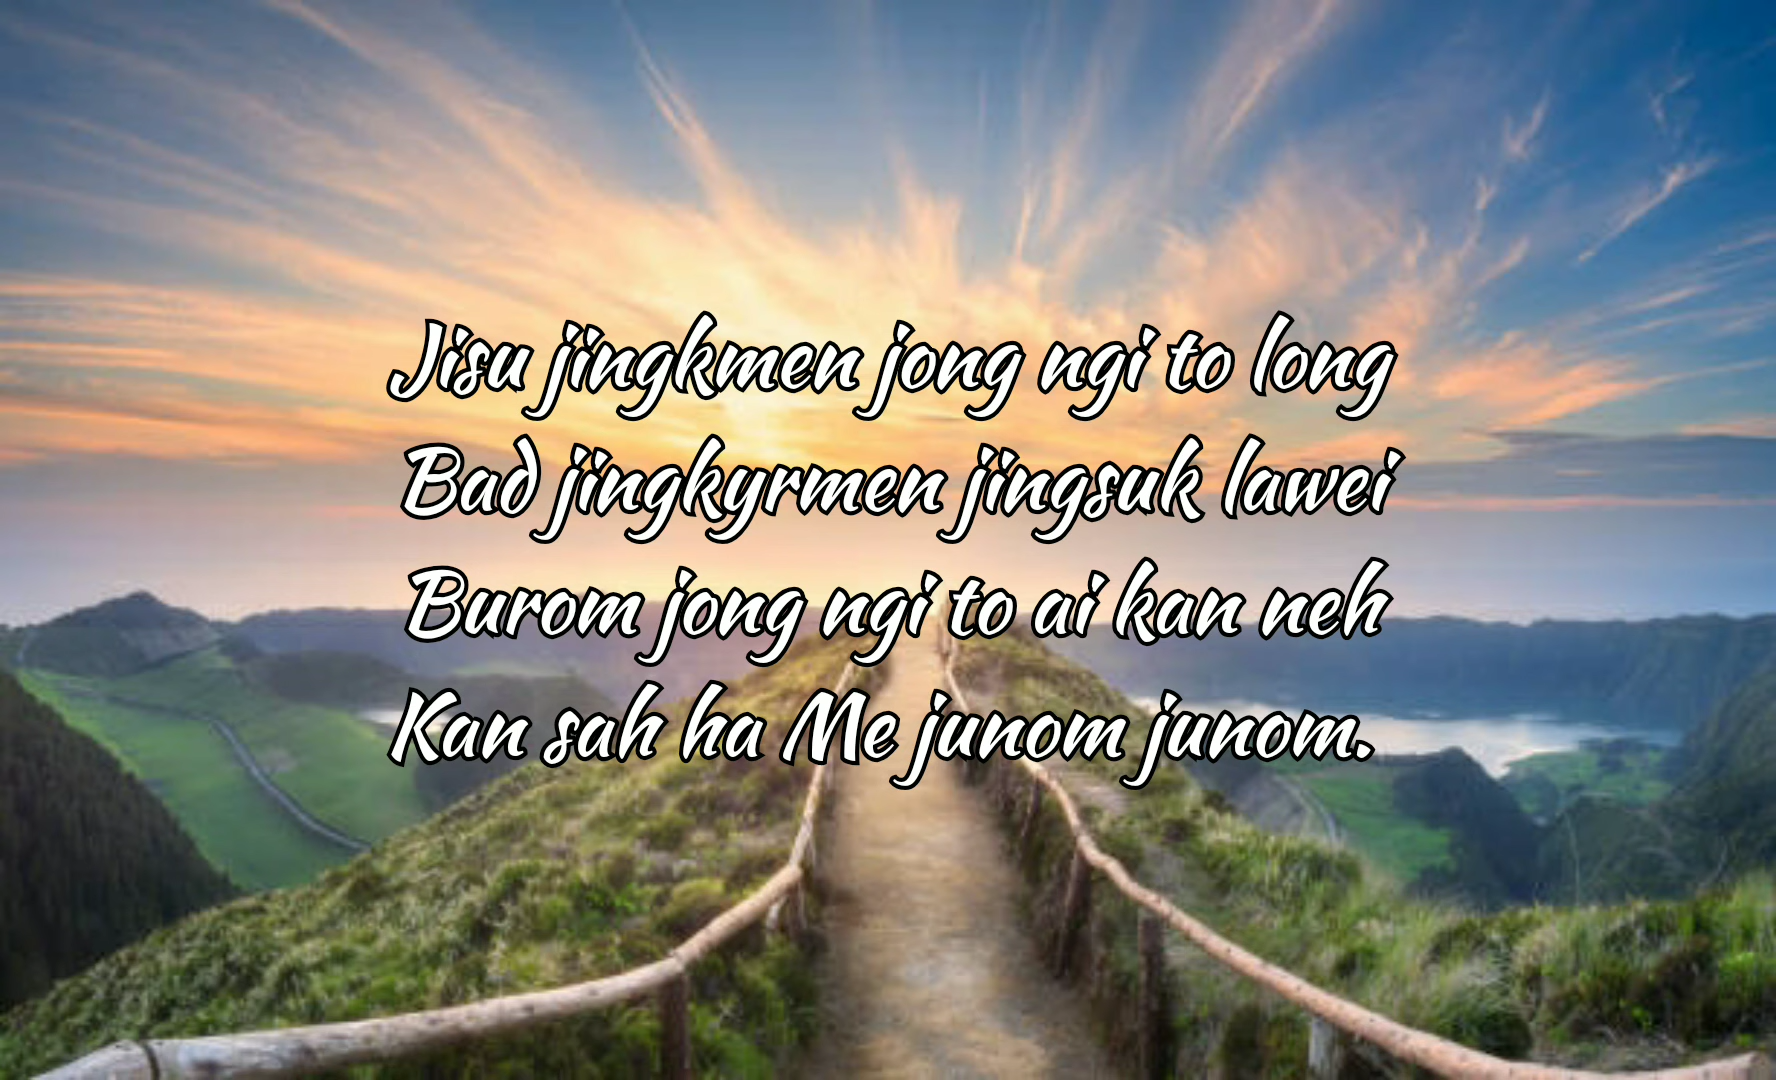 Jisu jingkmen jong ngi to long
Bad jingkyrmen jingsuk lawei
Burom jong ngi to ai kan neh
Kan sah ha Me junom junom.